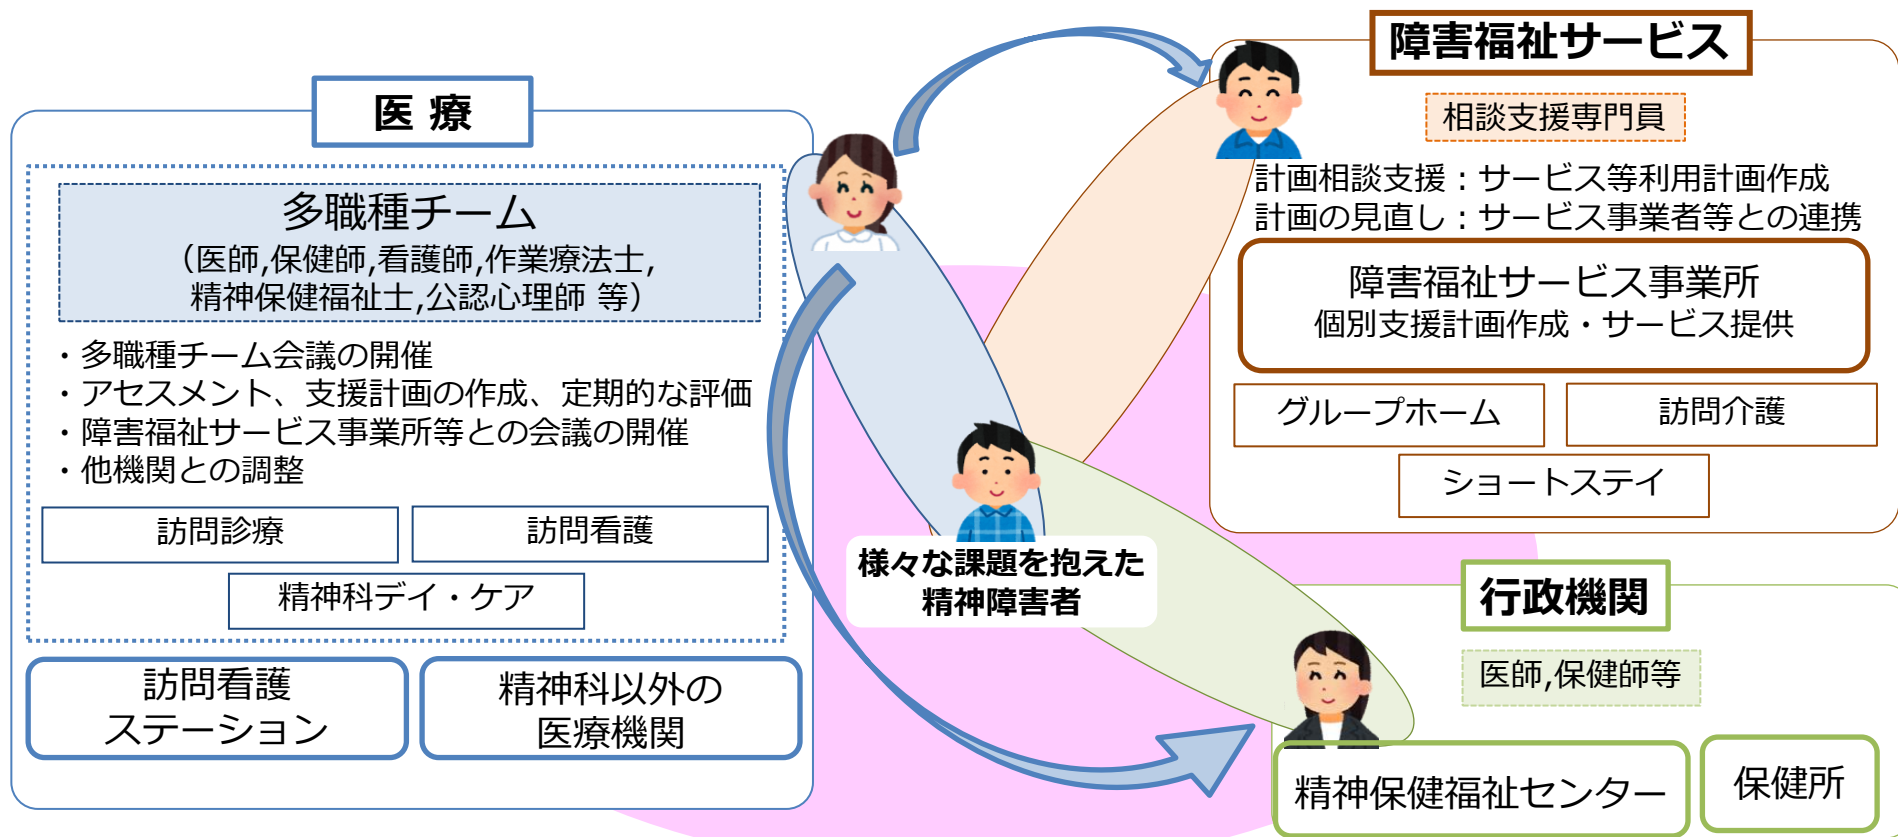 医 療
多職種チーム
（医師,保健師,看護師,作業療法士,
精神保健福祉士,公認心理師 等）
・多職種チーム会議の開催
・アセスメント、支援計画の作成、定期的な評価
・障害福祉サービス事業所等との会議の開催
・他機関との調整
訪問診療
訪問看護
精神科デイ・ケア
訪問看護
ステーション
精神科以外の
医療機関
様々な課題を抱えた
精神障害者
障害福祉サービス
相談支援専門員
計画相談支援：サービス等利用計画作成
計画の見直し：サービス事業者等との連携
障害福祉サービス事業所
個別支援計画作成・サービス提供
グループホーム
訪問介護
ショートステイ
行政機関
医師,保健師等
精神保健福祉センター
保健所